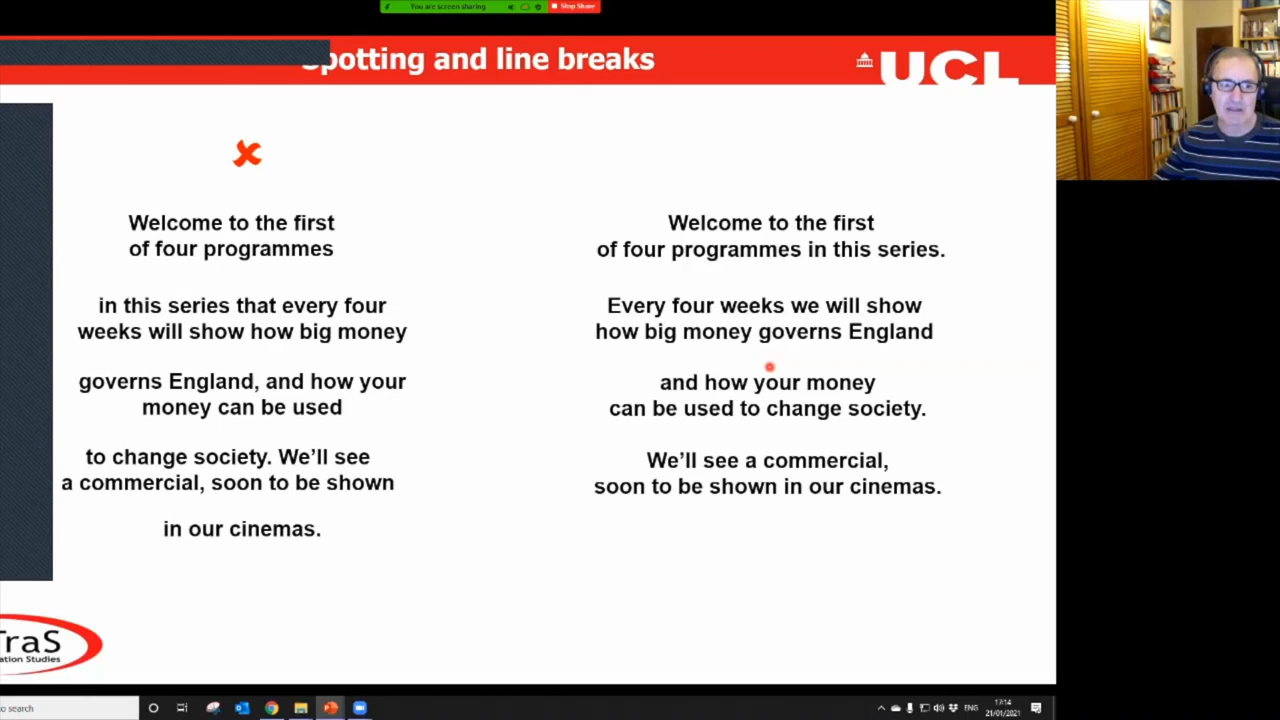 You are screen sharing
Stop Share
Spotting and line breaks
UCL
Welcome to the first
of four programmes
in this series that every four
weeks will show how big money
governs England, and how your
money can be used
to change society. We’ll see
a commercial, soon to be shown
in our cinemas.
Welcome to the first
of four programmes in this series.
Every four weeks we will show
how big money governs England
and how your money
can be used to change society.
We’ll see a commercial,
soon to be shown in our cinemas.
TraS
ation Studies
to search
ENG
17:14
21/01/2021